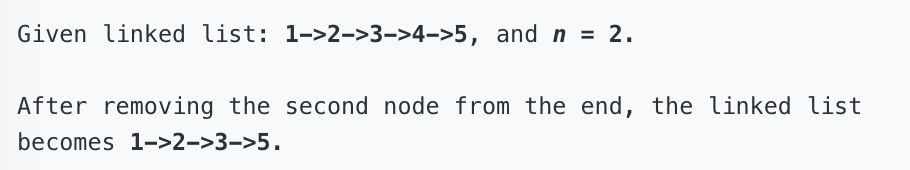 Given linked list: 1->2->3->4->5, and n = 2.
After removing the second node from the end, the linked list
becomes 1->2->3->5.